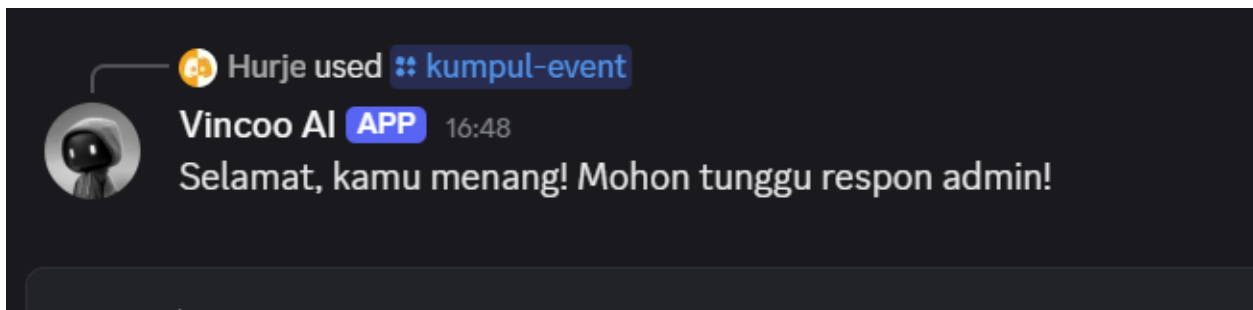 Hurje used kumpul-event
Vincoo AI APP 16:48
Selamat, kamu menang! Mohon tunggu respon admin!